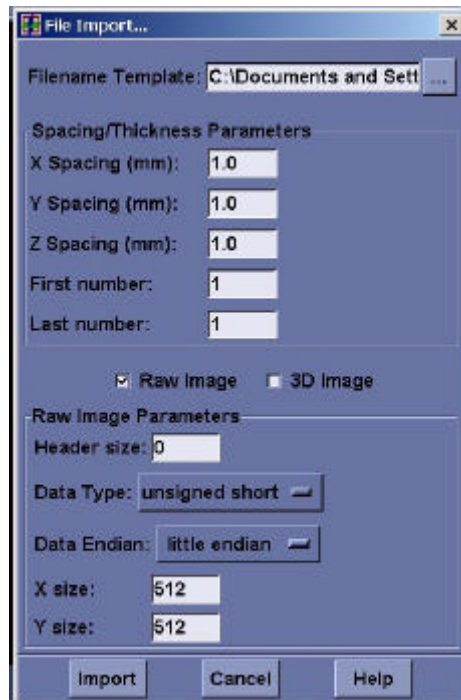 File Import...
Filename Template: C:\Documents and Sett ...
Spacing/Thickness Parameters
X Spacing (mm): 1.0
Y Spacing (mm): 1.0
Z Spacing (mm): 1.0
First number: 1
Last number: 1
Raw Image 3D Image
Raw Image Parameters
Header size: 0
Data Type: unsigned short
Data Endian: little endian
X size: 512
Y size: 512
Import Cancel Help